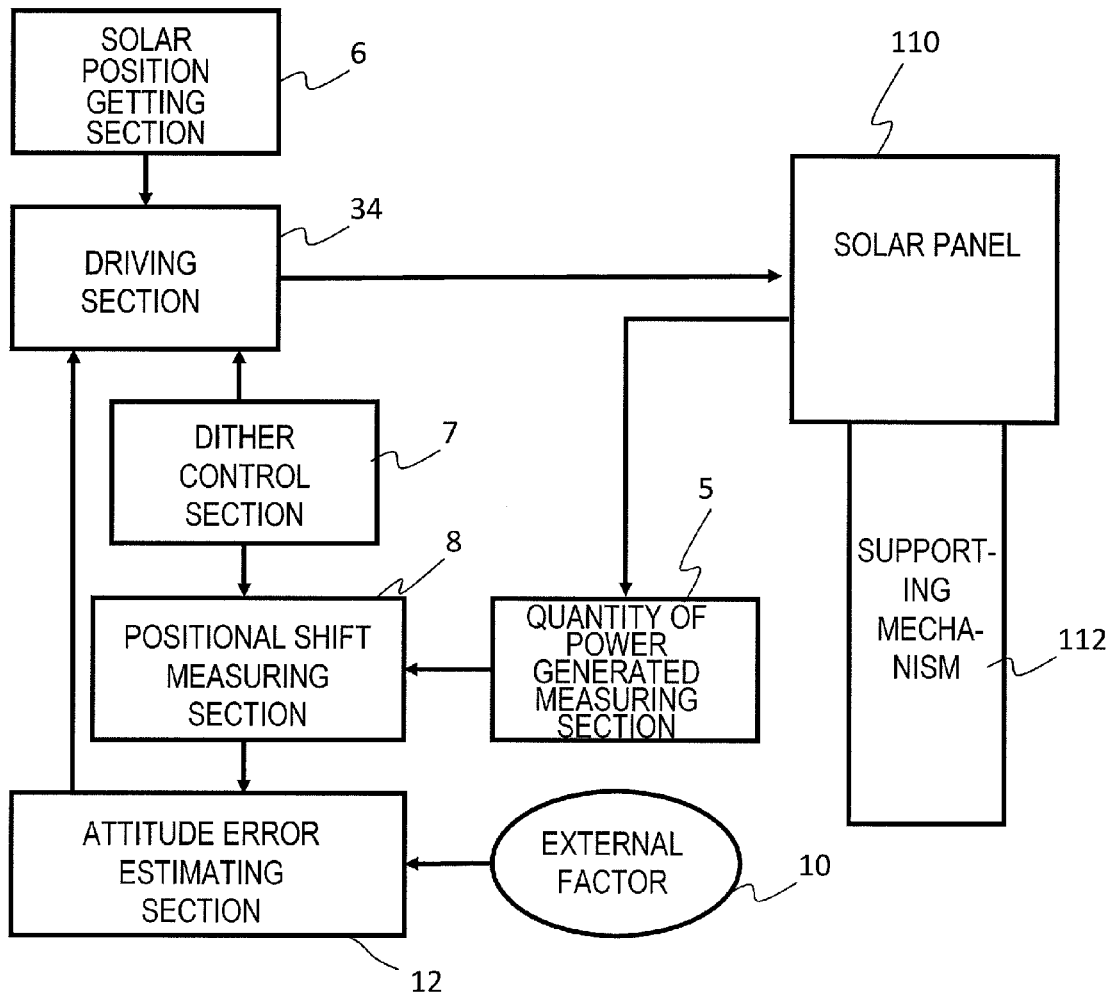 SOLAR
POSITION
GETTING
SECTION
6
110
34
DRIVING
SECTION
SOLAR PANEL
DITHER
CONTROL
SECTION
7
8
5
POSITIONAL SHIFT
MEASURING
SECTION
QUANTITY OF
POWER
GENERATED
MEASURING
SECTION
SUPPORT-
ING
MECHA-
NISM
112
ATTITUDE ERROR
ESTIMATING
SECTION
EXTERNAL
FACTOR
10
12